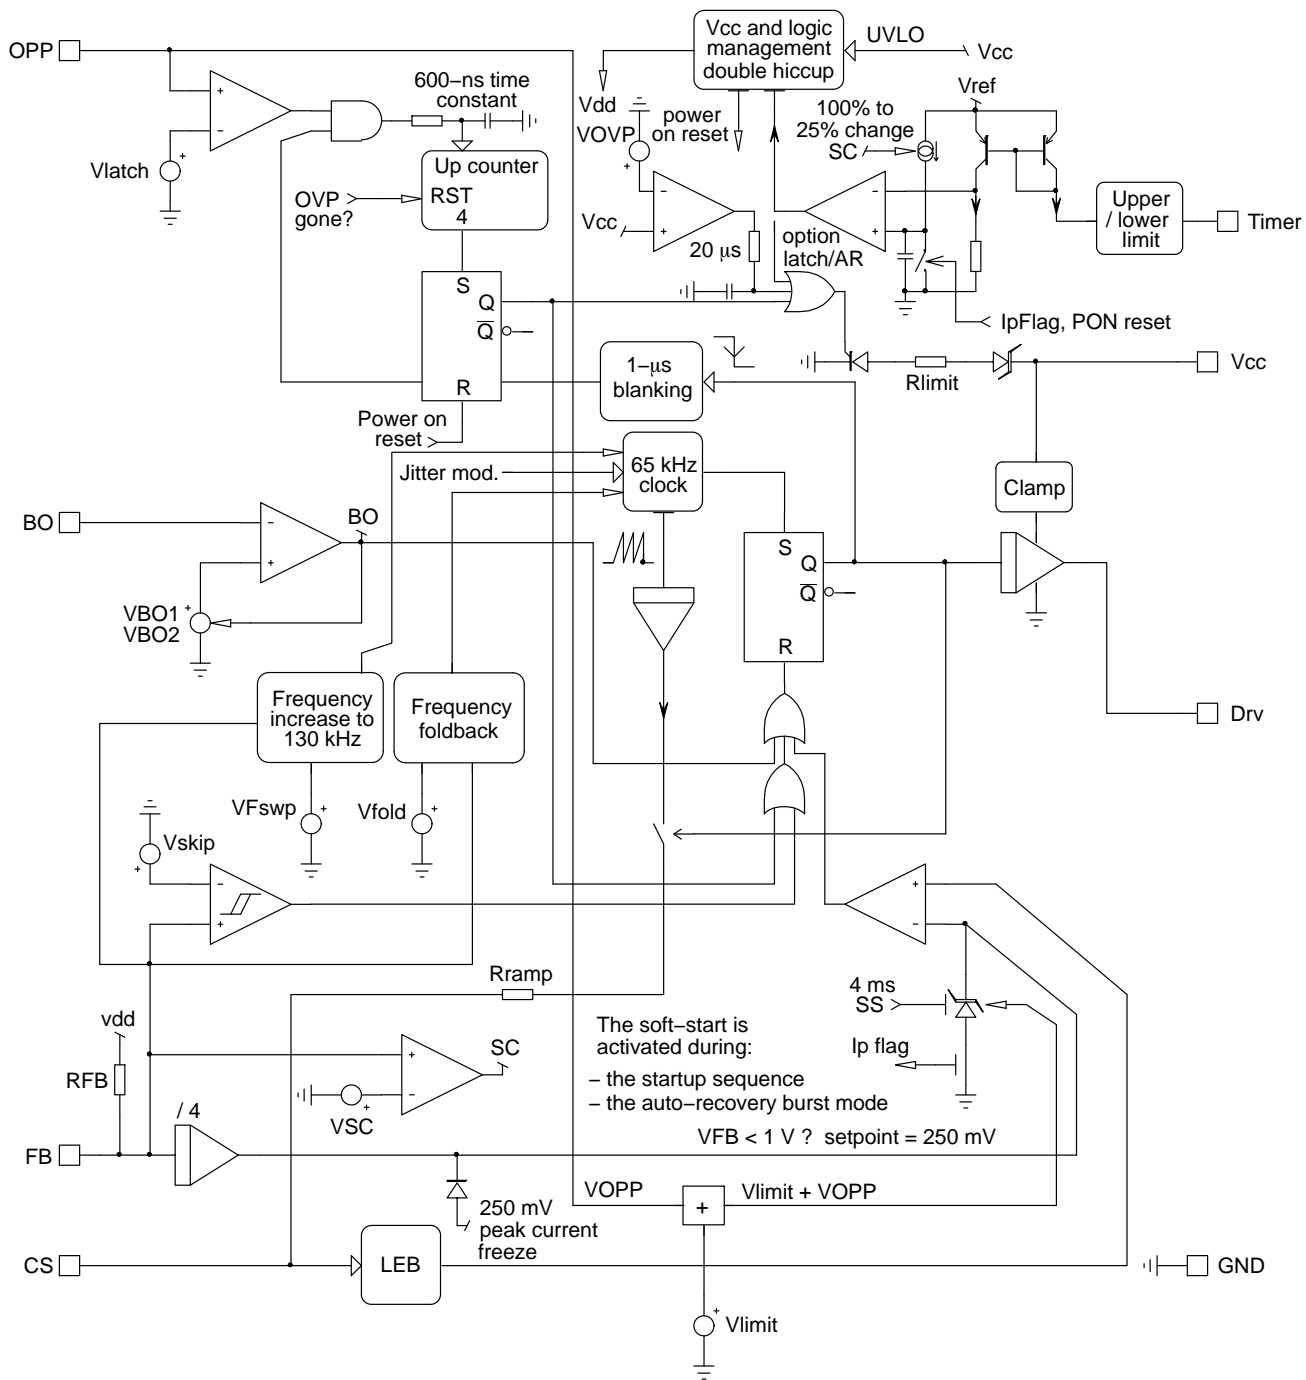 OPP
Vcc and logic
management
double hiccup
UVLO
Vcc
Vdd
600−ns time
constant
+
−
Vlatch
+
Up counter
RST
4
OVP
gone?
VOVP
+
power
on reset
100% to
25% change
SC
Vref
−
+
Vcc
20 μs
option
latch/AR
−
+
Upper
/ lower
limit
Timer
IpFlag, PON reset
S
Q
Q
R
Power on
reset
1−μs
blanking
Rlimit
Vcc
Jitter mod.
65 kHz
clock
Clamp
BO
−
+
BO
VBO1
VBO2
+
S
Q
Q
R
Drv
Frequency
increase to
130 kHz
Frequency
foldback
VFswp
+
Vfold
+
Vskip
+
−
+
+
−
Rramp
4 ms
SS
Ip flag
The soft−start is
activated during:
− the startup sequence
− the auto−recovery burst mode
vdd
RFB
SC
+
−
VSC
+
/ 4
FB
VFB < 1 V ? setpoint = 250 mV
250 mV
peak current
freeze
VOPP
+
Vlimit + VOPP
CS
LEB
GND
+
Vlimit